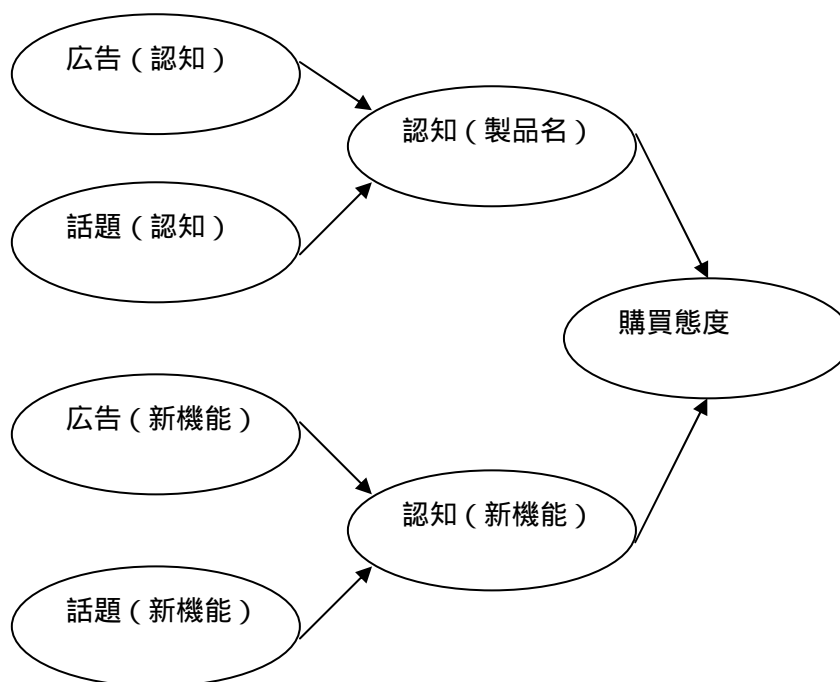 広告（認知）
話題（認知）
認知（製品名）
購買態度
広告（新機能）
話題（新機能）
認知（新機能）